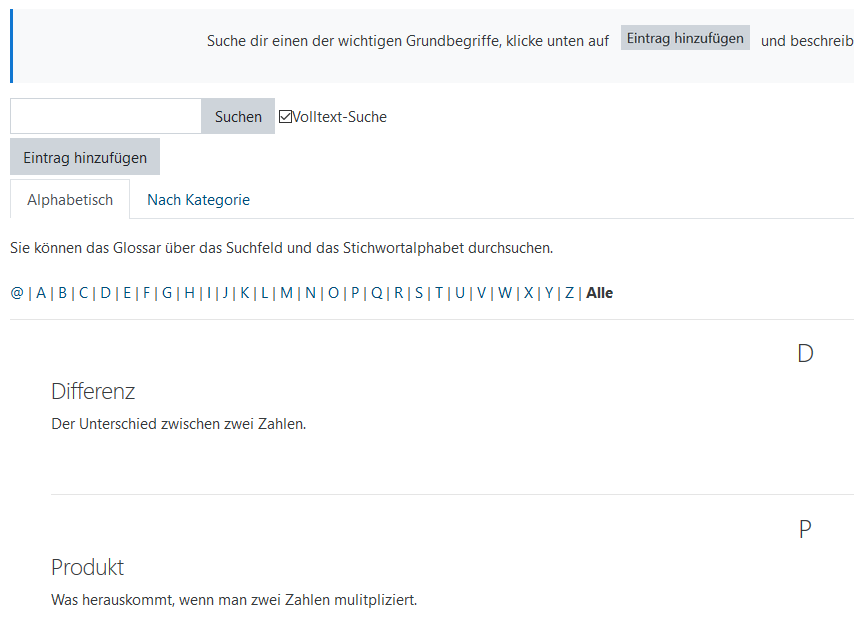 Suche dir einen der wichtigen Grundbegriffe, klicke unten auf Eintrag hinzufügen und beschreib
Suchen Volltext-Suche
Eintrag hinzufügen
Alphabetisch Nach Kategorie
Sie können das Glossar über das Suchfeld und das Stichwortalphabet durchsuchen.
@ | A | B | C | D | E | F | G | H | I | J | K | L | M | N | O | P | Q | R | S | T | U | V | W | X | Y | Z | Alle
D
Differenz
Der Unterschied zwischen zwei Zahlen.
P
Produkt
Was herauskommt, wenn man zwei Zahlen mulitpliziert.